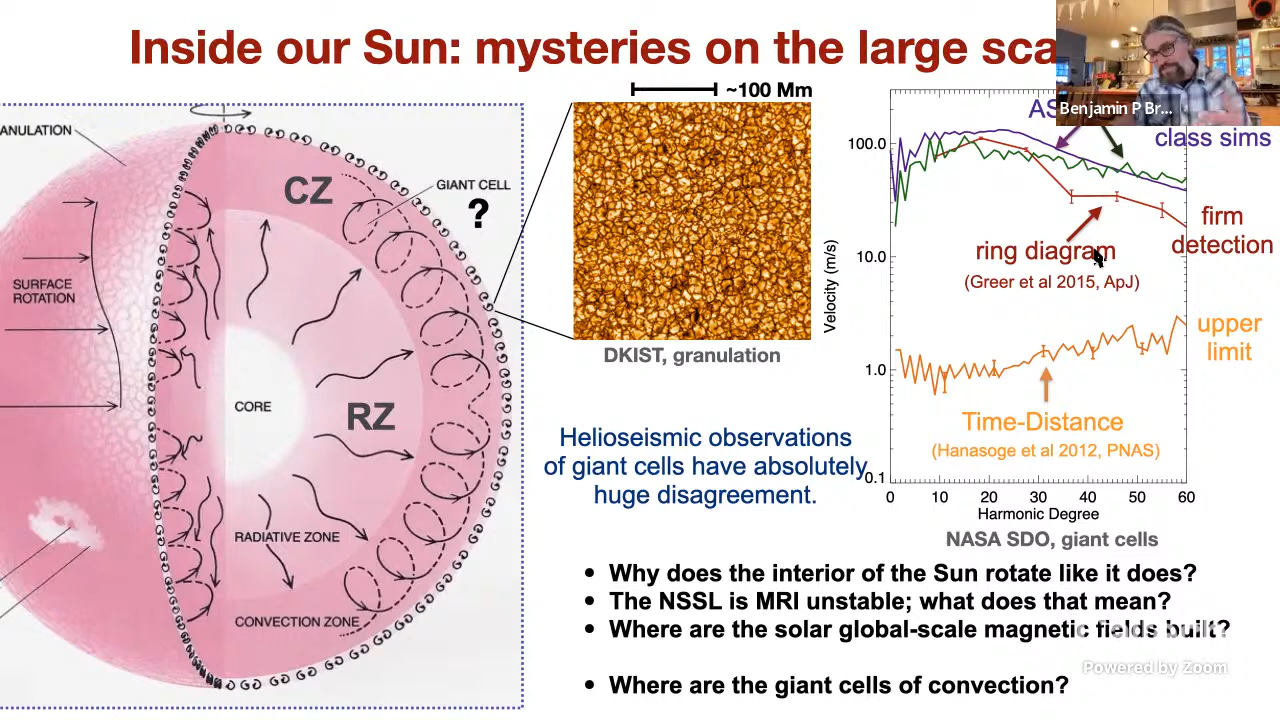 Inside our Sun: mysteries on the large sca
Benjamin P Br...
ANULATION
GIANT CELL
?
CZ
SURFACE
ROTATION
CORE
RZ
RADIATIVE ZONE
CONVECTION ZONE
~100 Mm
DKIST, granulation
Helioseismic observations
of giant cells have absolutely
huge disagreement.
AS
class sims
100.0
10.0
1.0
0.1
Velocity (m/s)
ring diagram
(Greer et al 2015, ApJ)
firm
detection
upper
limit
Time-Distance
(Hanasoge et al 2012, PNAS)
0 10 20 30 40 50 60
Harmonic Degree
NASA SDO, giant cells
• Why does the interior of the Sun rotate like it does?
• The NSSL is MRI unstable; what does that mean?
• Where are the solar global-scale magnetic fields built?
• Where are the giant cells of convection?
Powered by Zoom